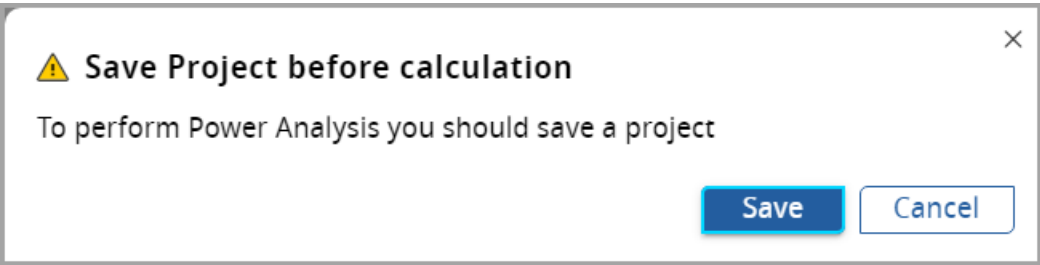 Save Project before calculation
To perform Power Analysis you should save a project
Save Cancel